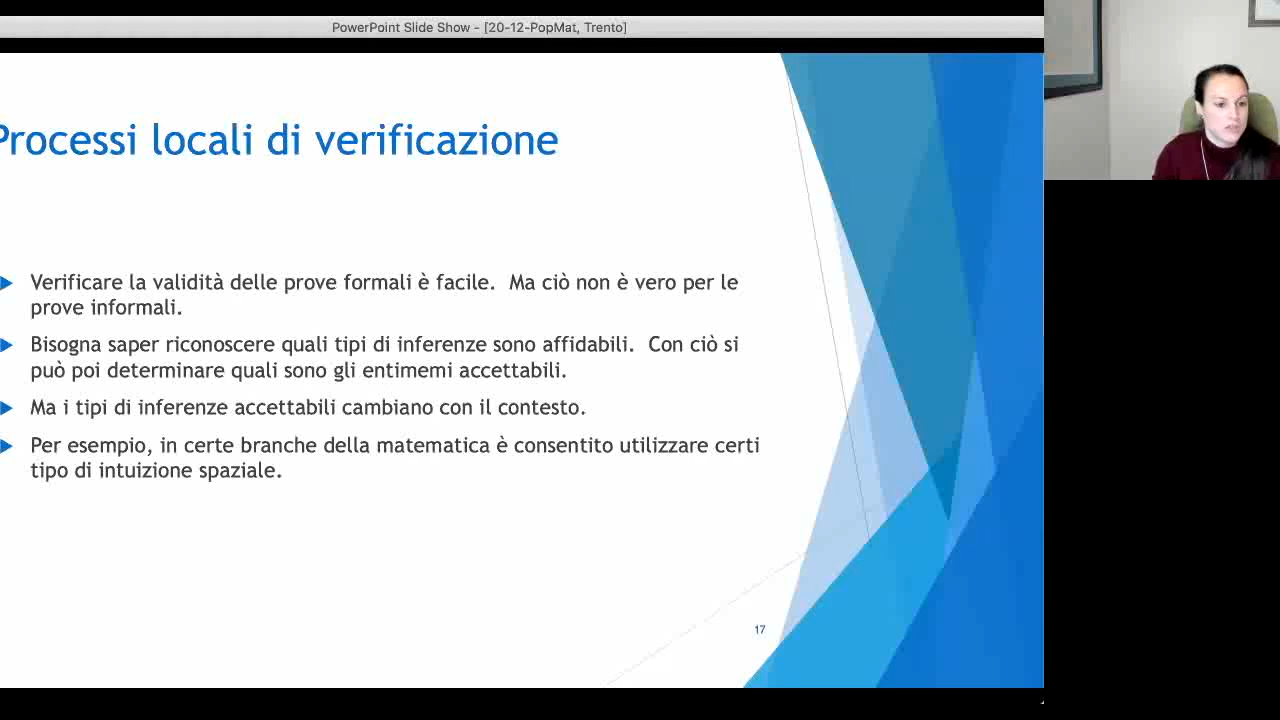 PowerPoint Slide Show - [20-12-PopMat, Trento]
Processi locali di verificazione
Verificare la validità delle prove formali è facile. Ma ciò non è vero per le
prove informali.
Bisogna saper riconoscere quali tipi di inferenze sono affidabili. Con ciò si
può poi determinare quali sono gli entimemi accettabili.
Ma i tipi di inferenze accettabili cambiano con il contesto.
Per esempio, in certe branche della matematica è consentito utilizzare certi
tipo di intuizione spaziale.
17